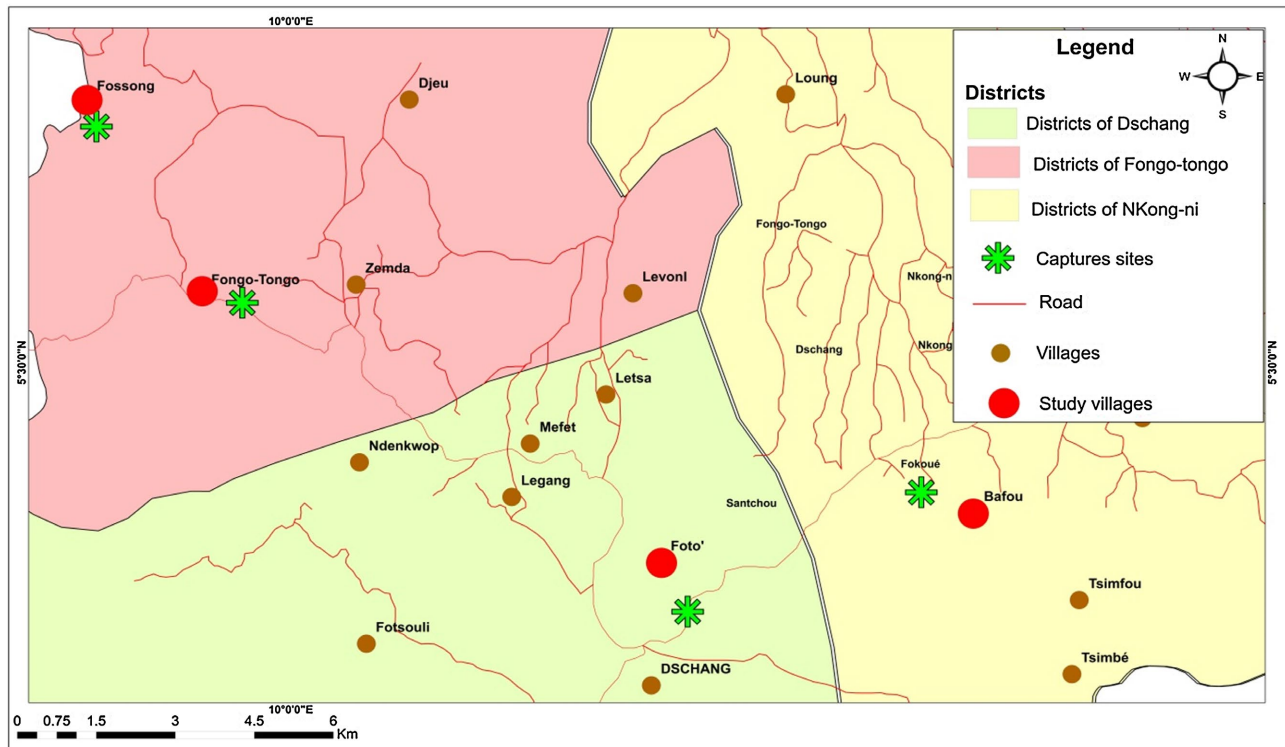 10°0'0"E
Legend
N
W E
S
Districts
Districts of Dschang
Districts of Fongo-tongo
Districts of NKong-ni
Captures sites
Road
Villages
Study villages
Fossong
Djeu
Loung
Fongo-Tongo
Zemda
Levonl
Fongo-Tongo
Nkong-n
Dschang
Nkong
5°30'0"N
5°30'0"N
Letsa
Mefet
Ndenkwop
Legang
Fokoué
Santchou
Bafou
Foto'
Tsimfou
Fotsouli
Tsimbé
DSCHANG
10°0'0"E
0 0.75 1.5 3 4.5 6
Km